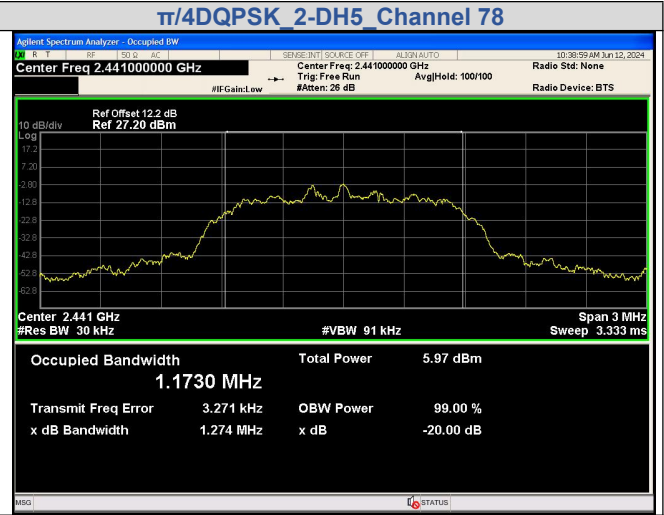 π/4DQPSK_2-DH5_Channel 78
Agilent Spectrum Analyzer - Occupied BW
R T RF 50 Ω AC SENSE:INT SOURCE OFF ALIGN AUTO 10:38:59 AM Jun 12, 2024
Center Freq 2.441000000 GHz Center Freq: 2.441000000 GHz Radio Std: None
Trig: Free Run Avg|Hold: 100/100
#IFGain:Low #Atten: 26 dB Radio Device: BTS
Ref Offset 12.2 dB
10 dB/div Ref 27.20 dBm
Log
17.2
7.20
-2.80
-12.8
-22.8
-32.8
-42.8
-52.8
-62.8
Center 2.441 GHz Span 3 MHz
#Res BW 30 kHz #VBW 91 kHz Sweep 3.333 ms
Occupied Bandwidth Total Power 5.97 dBm
1.1730 MHz
Transmit Freq Error 3.271 kHz OBW Power 99.00 %
x dB Bandwidth 1.274 MHz x dB -20.00 dB
MSG STATUS